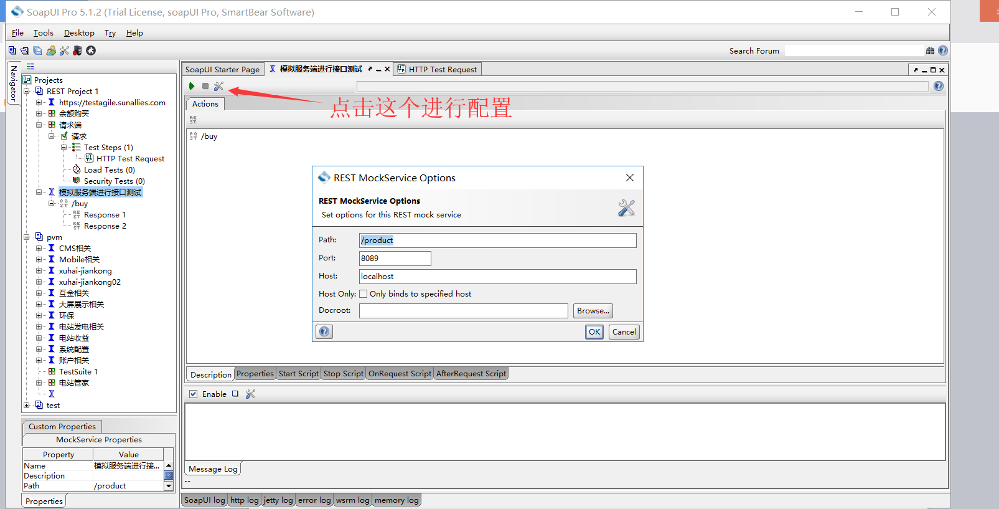 SoapUI Pro 5.1.2 (Trial License, soapUI Pro, SmartBear Software)
File Tools Desktop Try Help
Search Forum
Navigator
Projects
REST Project 1
https://testagile.sunallies.com
余额购买
请求端
请求
Test Steps (1)
HTTP Test Request
Load Tests (0)
Security Tests (0)
模拟服务端进行接口测试
/buy
Response 1
Response 2
pvm
CMS相关
Mobile相关
xuhai-jiankong
xuhai-jiankong02
互金相关
大屏展示相关
环保
电站发电相关
电站收益
系统配置
账户相关
TestSuite 1
电站管家
test
Custom Properties
MockService Properties
Property Value
Name 模拟服务端进行接...
Description
Path /product
Properties
SoapUI Starter Page 模拟服务端进行接口测试 HTTP Test Request
点击这个进行配置
Actions
/buy
REST MockService Options
REST MockService Options
Set options for this REST mock service
Path: /product
Port: 8089
Host: localhost
Host Only: Only binds to specified host
Docroot: Browse...
OK Cancel
Description Properties Start Script Stop Script OnRequest Script AfterRequest Script
Enable
Message Log
--
SoapUI log http log jetty log error log wsrm log memory log